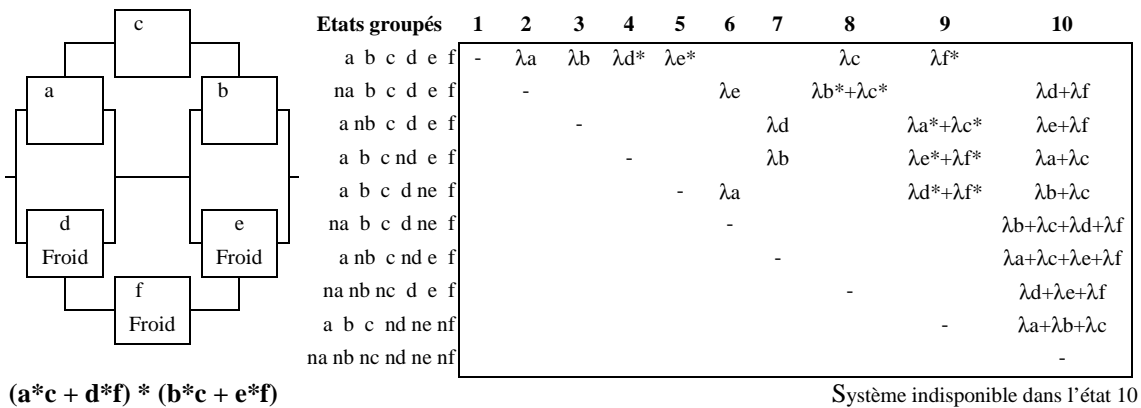 c
a
b
d
Froid
e
Froid
f
Froid
(a*c + d*f) * (b*c + e*f)
Etats groupés 1 2 3 4 5 6 7 8 9 10
a b c d e f - λa λb λd* λe* λc λf*
na b c d e f - λe λb*+λc* λd+λf
a nb c d e f - λd λa*+λc* λe+λf
a b c nd e f - λb λe*+λf* λa+λc
a b c d ne f - λa λd*+λf* λb+λc
na b c d ne f - λb+λc+λd+λf
a nb c nd e f - λa+λc+λe+λf
na nb nc d e f - λd+λe+λf
a b c nd ne nf - λa+λb+λc
na nb nc nd ne nf -
Système indisponible dans l'état 10